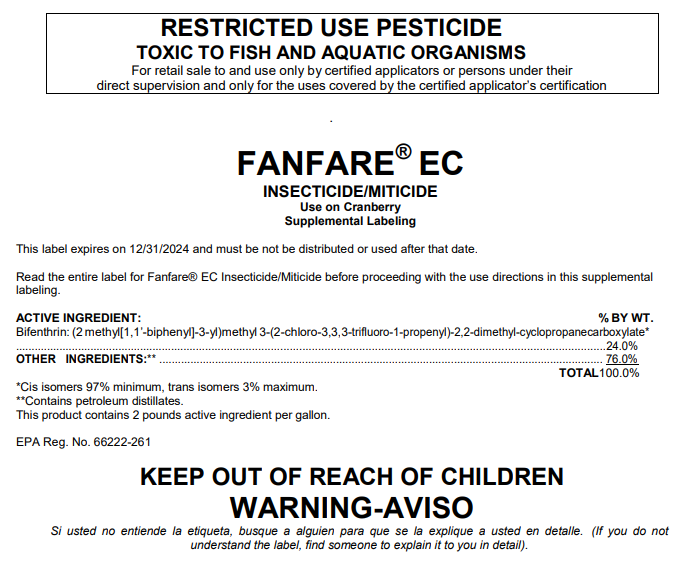 RESTRICTED USE PESTICIDE
TOXIC TO FISH AND AQUATIC ORGANISMS
For retail sale to and use only by certified applicators or persons under their
direct supervision and only for the uses covered by the certified applicator's certification
.
FANFARE® EC
INSECTICIDE/MITICIDE
Use on Cranberry
Supplemental Labeling
This label expires on 12/31/2024 and must be not be distributed or used after that date.
Read the entire label for Fanfare® EC Insecticide/Miticide before proceeding with the use directions in this supplemental
labeling.
ACTIVE INGREDIENT: % BY WT.
Bifenthrin: (2 methyl[1,1'-biphenyl]-3-yl)methyl 3-(2-chloro-3,3,3-trifluoro-1-propenyl)-2,2-dimethyl-cyclopropanecarboxylate*
....................................................................................................24.0%
OTHER INGREDIENTS:** .................................................................................................... 76.0%
TOTAL100.0%
*Cis isomers 97% minimum, trans isomers 3% maximum.
**Contains petroleum distillates.
This product contains 2 pounds active ingredient per gallon.
EPA Reg. No. 66222-261
KEEP OUT OF REACH OF CHILDREN
WARNING-AVISO
Si usted no entiende la etiqueta, busque a alguien para que se la explique a usted en detalle. (If you do not
understand the label, find someone to explain it to you in detail).